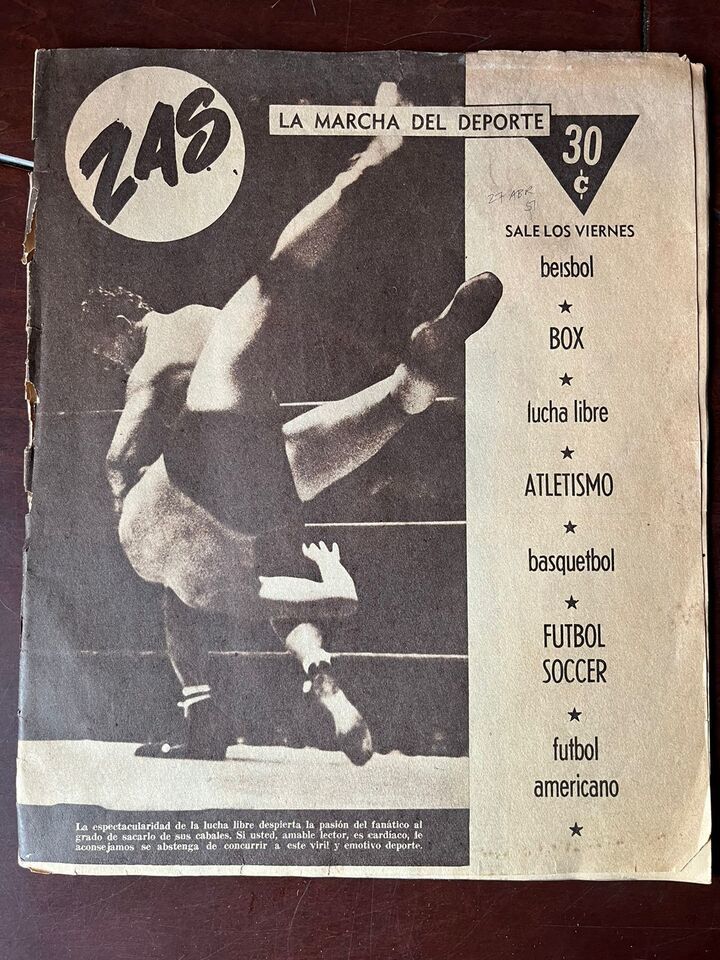 ZAS
LA MARCHA DEL DEPORTE
30
¢
27 ABR
51
SALE LOS VIERNES
beisbol
★
BOX
★
lucha libre
★
ATLETISMO
★
basquetbol
★
FUTBOL
SOCCER
★
futbol
americano
★
La espectacularidad de la lucha libre despierta la pasión del fanático al
grado de sacarlo de sus cabales. Si usted, amable lector, es cardíaco, le
aconsejamos se abstenga de concurrir a este viril y emotivo deporte.